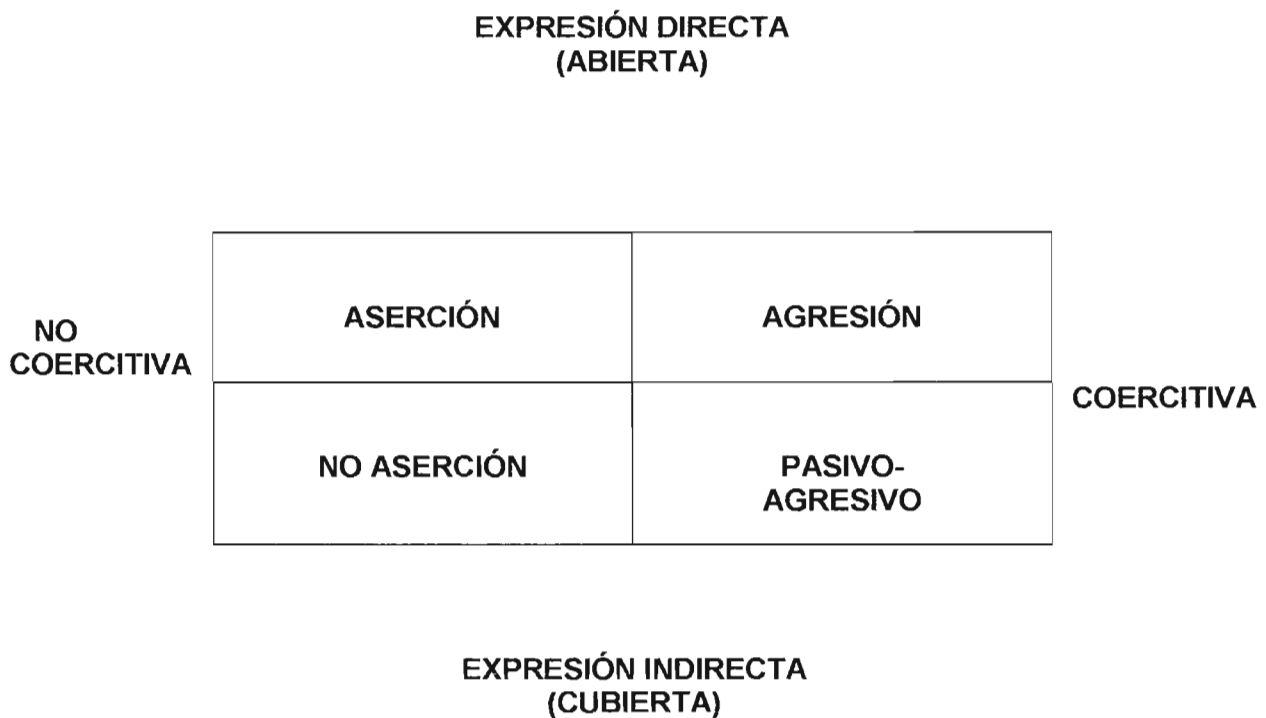 EXPRESIÓN DIRECTA
(ABIERTA)
ASERCIÓN
AGRESIÓN
NO
COERCITIVA
COERCITIVA
NO ASERCIÓN
PASIVO-
AGRESIVO
EXPRESIÓN INDIRECTA
(CUBIERTA)